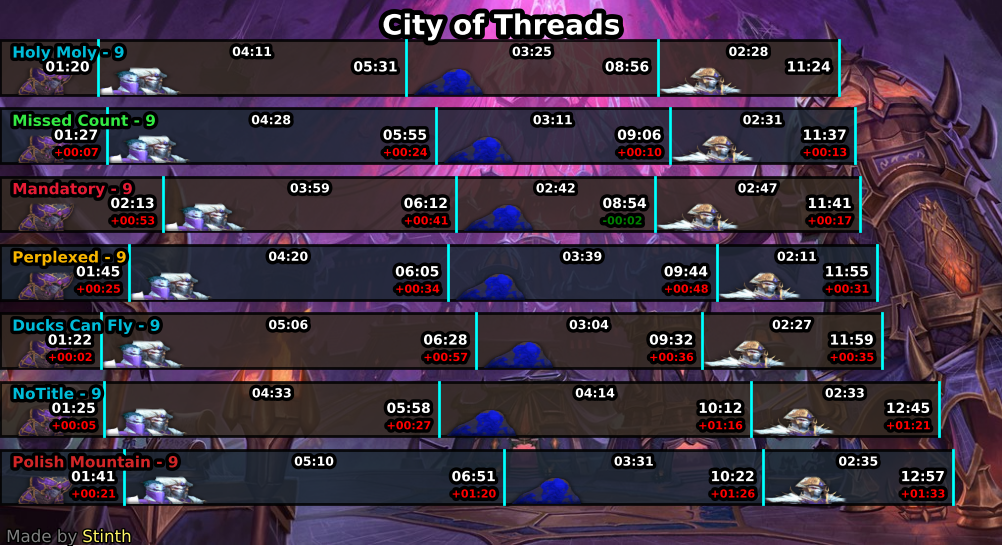 City of Threads
Holy Moly - 9 04:11 03:25 02:28
01:20 05:31 08:56 11:24
Missed Count - 9 04:28 03:11 02:31
01:27 05:55 09:06 11:37
+00:07 +00:24 +00:10 +00:13
Mandatory - 9 03:59 02:42 02:47
02:13 06:12 08:54 11:41
+00:53 +00:41 -00:02 +00:17
Perplexed - 9 04:20 03:39 02:11
01:45 06:05 09:44 11:55
+00:25 +00:34 +00:48 +00:31
Ducks Can Fly - 9 05:06 03:04 02:27
01:22 06:28 09:32 11:59
+00:02 +00:57 +00:36 +00:35
NoTitle - 9 04:33 04:14 02:33
01:25 05:58 10:12 12:45
+00:05 +00:27 +01:16 +01:21
Polish Mountain - 9 05:10 03:31 02:35
01:41 06:51 10:22 12:57
+00:21 +01:20 +01:26 +01:33
Made by Stinth